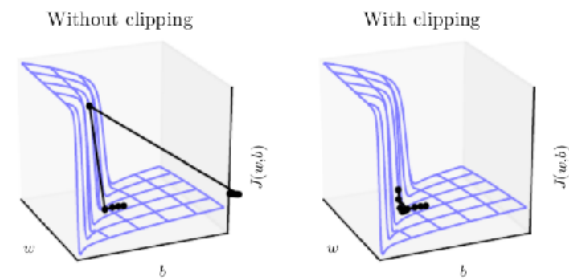 Without clipping
With clipping
J(w,b)
w
b
J(w,b)
w
b